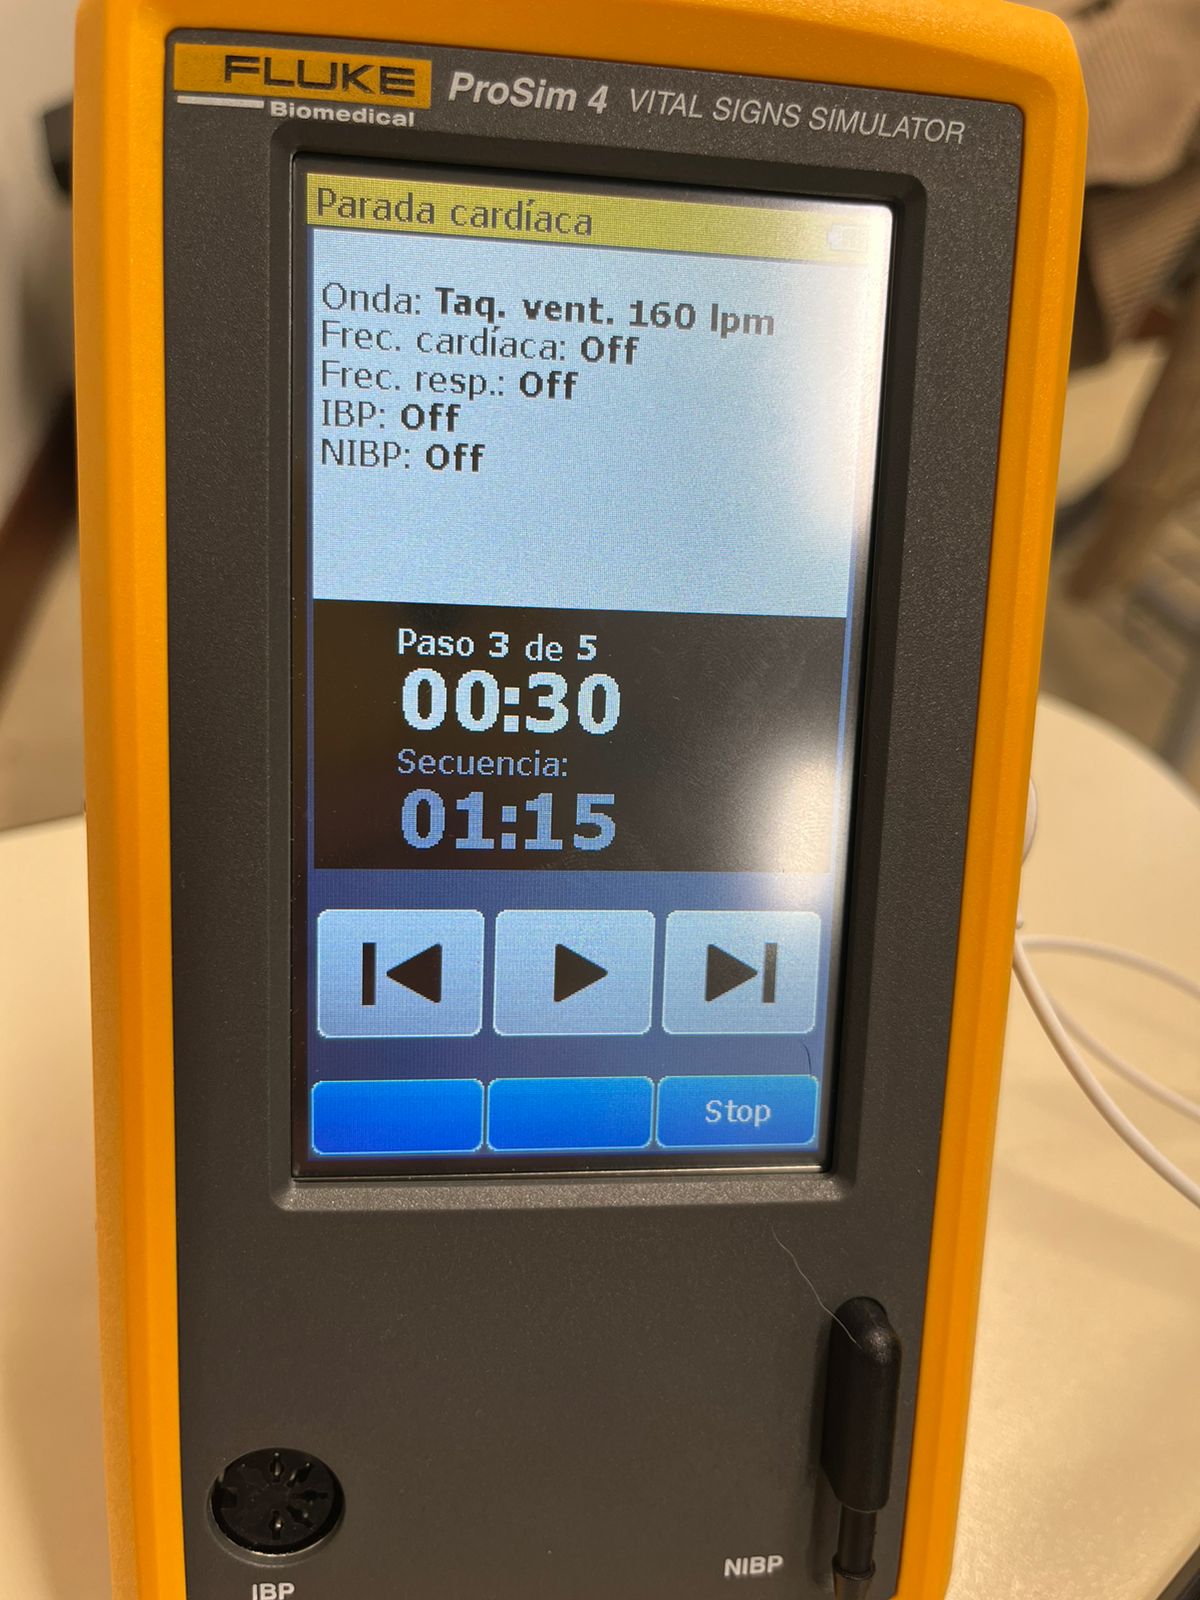 FLUKE
Biomedical
ProSim 4 VITAL SIGNS SIMULATOR
Parada cardíaca
Onda: Taq. vent. 160 lpm
Frec. cardíaca: Off
Frec. resp.: Off
IBP: Off
NIBP: Off
Paso 3 de 5
00:30
Secuencia:
01:15
Stop
NIBP
IBP